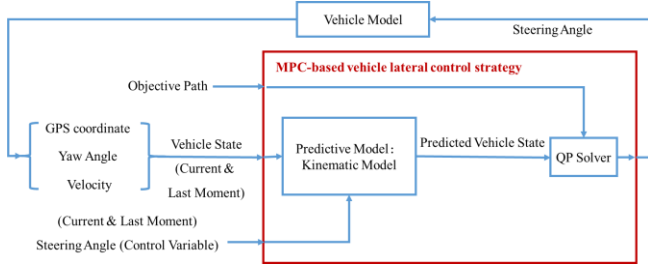 Vehicle Model
Steering Angle
MPC-based vehicle lateral control strategy
Objective Path
GPS coordinate
Yaw Angle
Velocity
Vehicle State
(Current &
Last Moment)
Predictive Model:
Kinematic Model
Predicted Vehicle State
QP Solver
(Current & Last Moment)
Steering Angle (Control Variable)